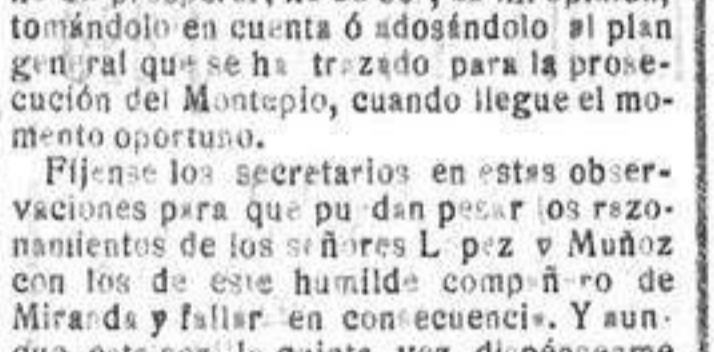 tomándolo en cuenta ó adosándolo al plan
general que se ha trazado para la prose-
cución del Montepio, cuando llegue el mo-
mento oportuno.
Fíjense los secretarios en estas obser-
vaciones para que puedan pesar los razo-
namientos de los señores López y Muñoz
con los de este humilde compañero de
Miranda y fallar en consecuencia. Y aun-